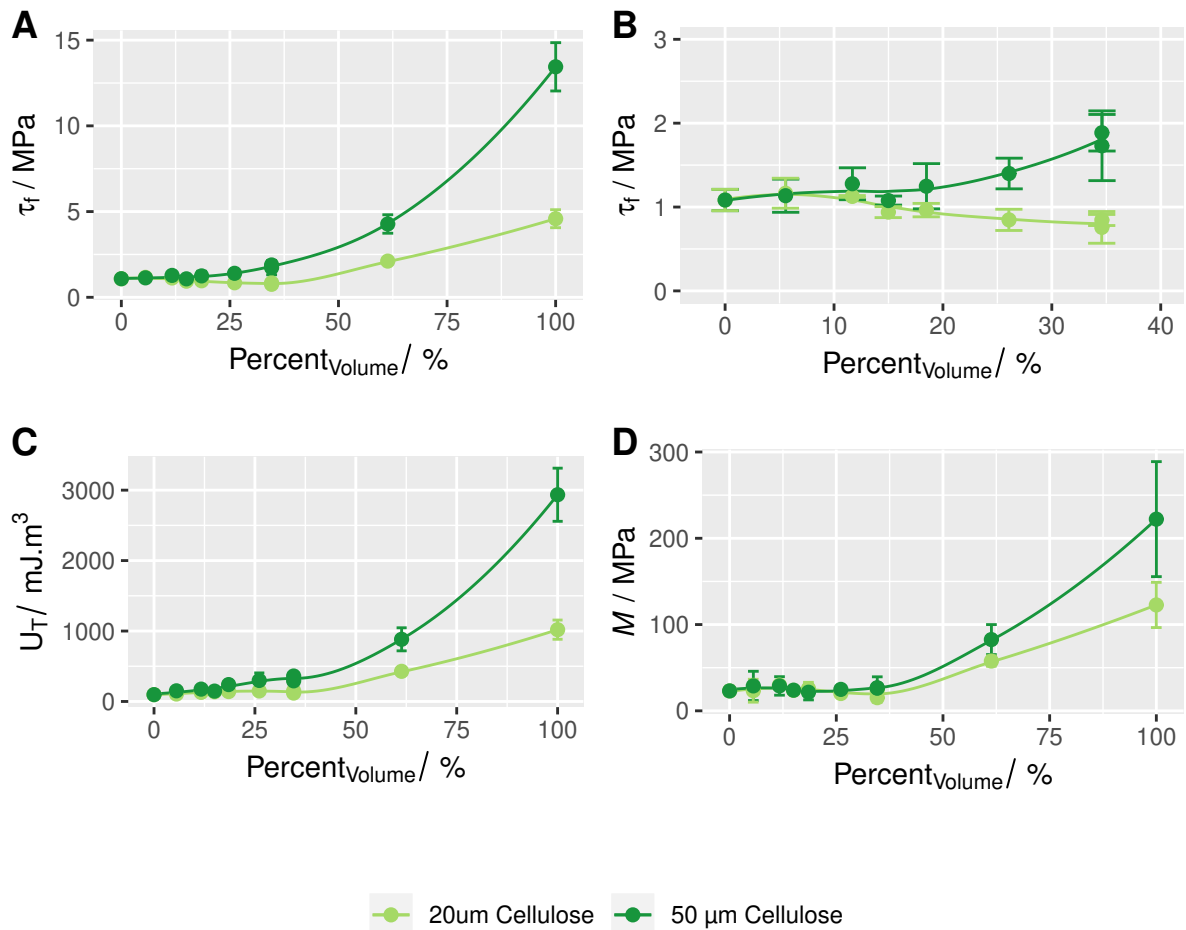 A
15
10
5
0
τf / MPa
0 25 50 75 100
PercentVolume / %
B
3
2
1
0
τf / MPa
0 10 20 30 40
PercentVolume / %
C
3000
2000
1000
0
UT / mJ.m3
0 25 50 75 100
PercentVolume / %
D
300
200
100
0
M / MPa
0 25 50 75 100
PercentVolume / %
20um Cellulose 50 μm Cellulose